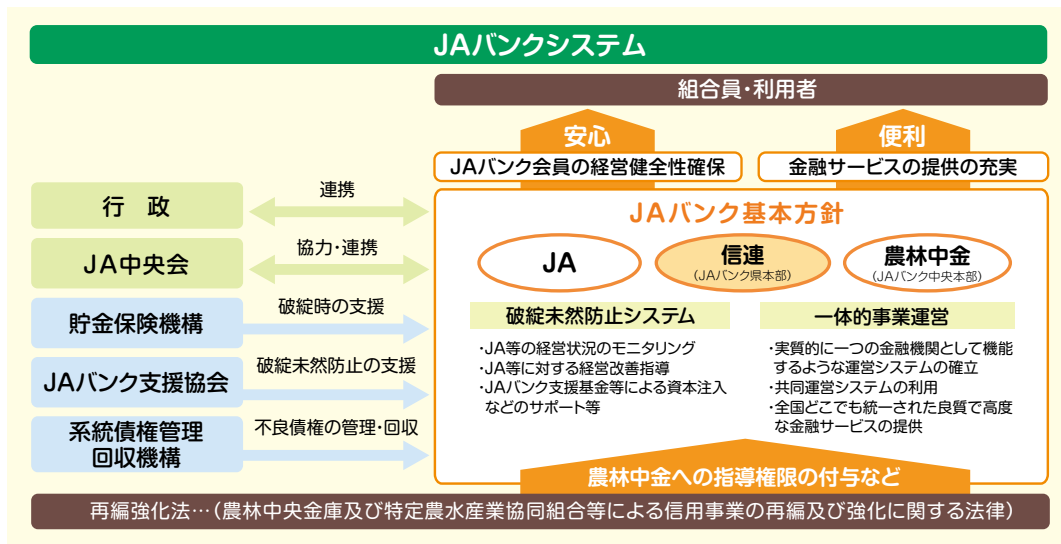 JAバンクシステム
組合員・利用者
安心
便利
JAバンク会員の経営健全性確保
金融サービスの提供の充実
行　政
連携
JA中央会
協力・連携
貯金保険機構
破綻時の支援
JAバンク支援協会
破綻未然防止の支援
系統債権管理
回収機構
不良債権の管理・回収
JAバンク基本方針
JA
信連
(JAバンク県本部)
農林中金
(JAバンク中央本部)
破綻未然防止システム
・JA等の経営状況のモニタリング
・JA等に対する経営改善指導
・JAバンク支援基金等による資本注入
などのサポート等
一体的事業運営
・実質的に一つの金融機関として機能
するような運営システムの確立
・共同運営システムの利用
・全国どこでも統一された良質で高度
な金融サービスの提供
農林中金への指導権限の付与など
再編強化法…(農林中央金庫及び特定農水産業協同組合等による信用事業の再編及び強化に関する法律)